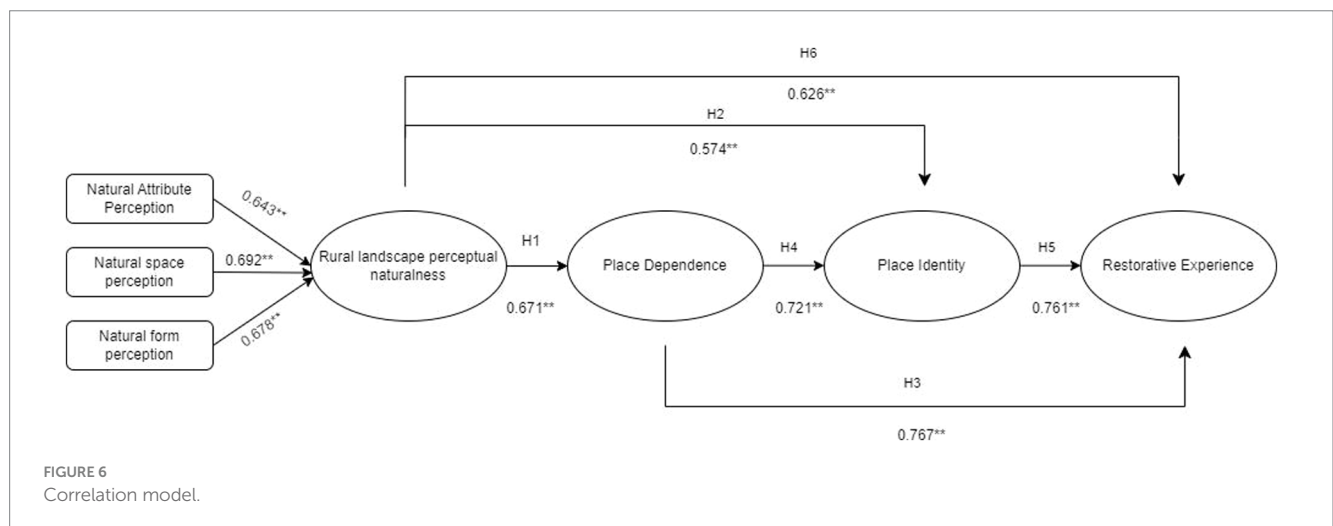 H6
0.626**
H2
0.574**
Natural Attribute
Perception
0.643**
Natural space
perception
0.692**
Natural form
perception
0.678**
Rural landscape perceptual
naturalness
H1
0.671**
Place Dependence
H4
0.721**
Place Identity
H5
0.761**
Restorative Experience
H3
0.767**
FIGURE 6
Correlation model.